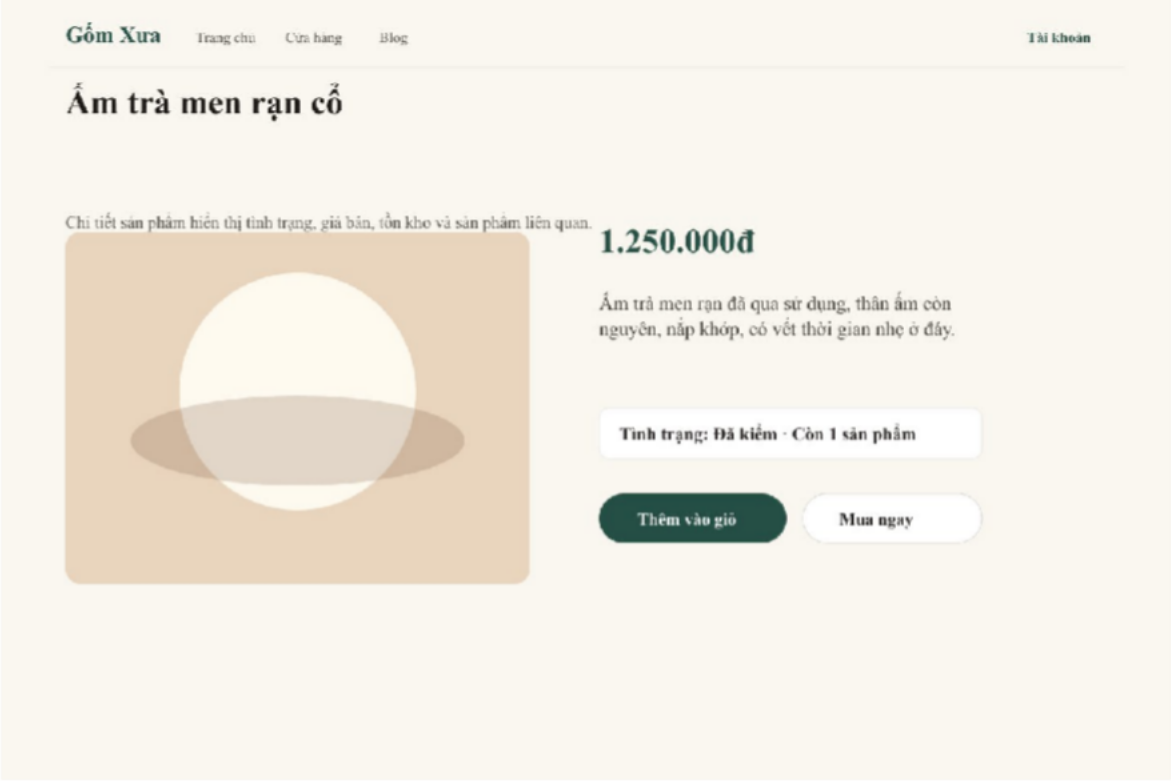 Gốm Xưa Trang chủ Cửa hàng Blog Tài khoản
Ấm trà men rạn cổ
Chi tiết sản phẩm hiển thị tình trạng, giá bán, tồn kho và sản phẩm liên quan.
1.250.000đ
Ấm trà men rạn đã qua sử dụng, thân ấm còn
nguyên, nắp khớp, có vết thời gian nhẹ ở đáy.
Tình trạng: Đã kiểm · Còn 1 sản phẩm
Thêm vào giỏ Mua ngay